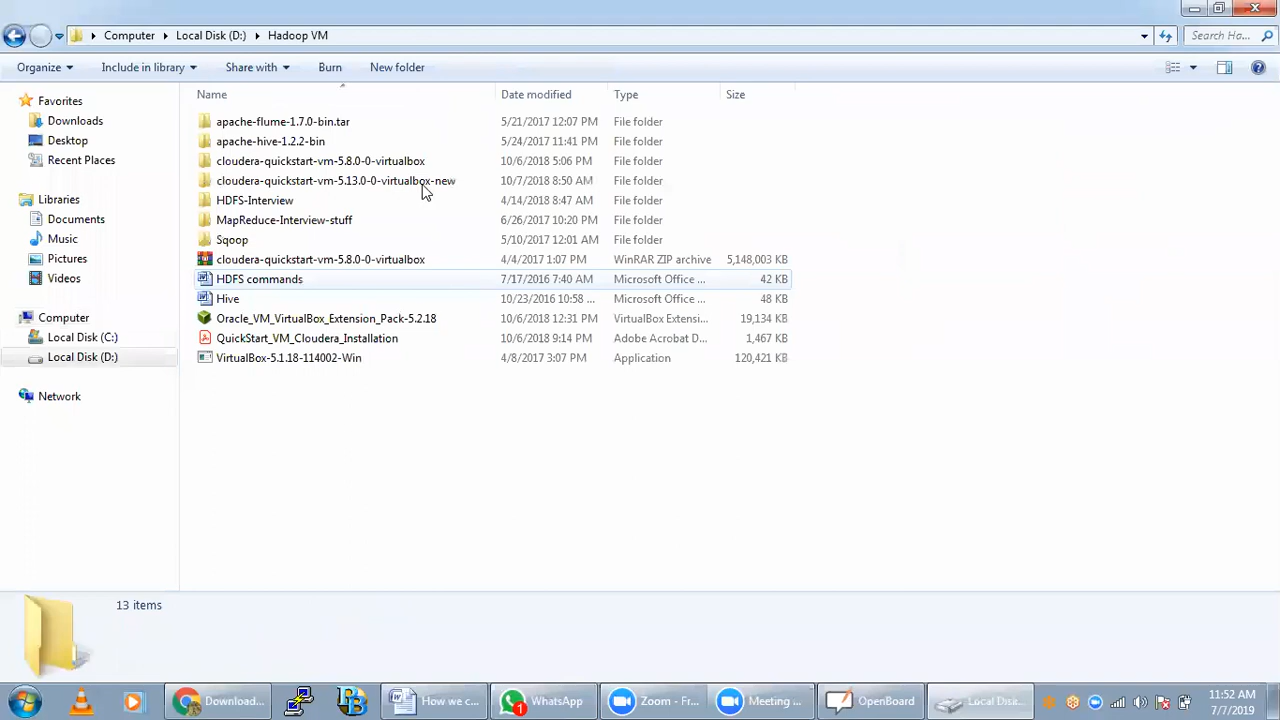 Computer Local Disk (D:) Hadoop VM Search Ha...
Organize Include in library Share with Burn New folder
Favorites
Downloads
Desktop
Recent Places
Libraries
Documents
Music
Pictures
Videos
Computer
Local Disk (C:)
Local Disk (D:)
Network
Name Date modified Type Size
apache-flume-1.7.0-bin.tar 5/21/2017 12:07 PM File folder
apache-hive-1.2.2-bin 5/24/2017 11:41 PM File folder
cloudera-quickstart-vm-5.8.0-0-virtualbox 10/6/2018 5:06 PM File folder
cloudera-quickstart-vm-5.13.0-0-virtualbox-new 10/7/2018 8:50 AM File folder
HDFS-Interview 4/14/2018 8:47 AM File folder
MapReduce-Interview-stuff 6/26/2017 10:20 PM File folder
Sqoop 5/10/2017 12:01 AM File folder
cloudera-quickstart-vm-5.8.0-0-virtualbox 4/4/2017 1:07 PM WinRAR ZIP archive 5,148,003 KB
HDFS commands 7/17/2016 7:40 AM Microsoft Office ... 42 KB
Hive 10/23/2016 10:58 ... Microsoft Office ... 48 KB
Oracle_VM_VirtualBox_Extension_Pack-5.2.18 10/6/2018 12:31 PM VirtualBox Extensi... 19,134 KB
QuickStart_VM_Cloudera_Installation 10/6/2018 9:14 PM Adobe Acrobat D... 1,467 KB
VirtualBox-5.1.18-114002-Win 4/8/2017 3:07 PM Application 120,421 KB
13 items
Download... How we c... 1 WhatsApp Zoom - Fr... Meeting ... OpenBoard Local Disk...
11:52 AM
7/7/2019